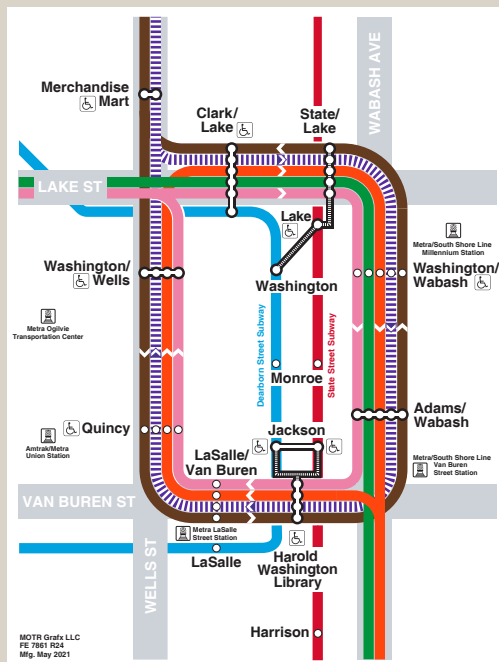 WABASH AVE
Merchandise
Mart
Clark/
Lake
State/
Lake
LAKE ST
Lake
Metra/South Shore Line
Millennium Station
Washington/
Wells
Washington
Washington/
Wabash
Metra Ogilvie
Transportation Center
Dearborn Street Subway
State Street Subway
Monroe
Adams/
Wabash
Quincy
Jackson
Amtrak/Metra
Union Station
LaSalle/
Van Buren
Metra/South Shore Line
Van Buren
Street Station
VAN BUREN ST
Metra LaSalle
Street Station
LaSalle
Harold
Washington
Library
WELLS ST
Harrison
MOTR Grafx LLC
FE 7861 R24
Mfg. May 2021